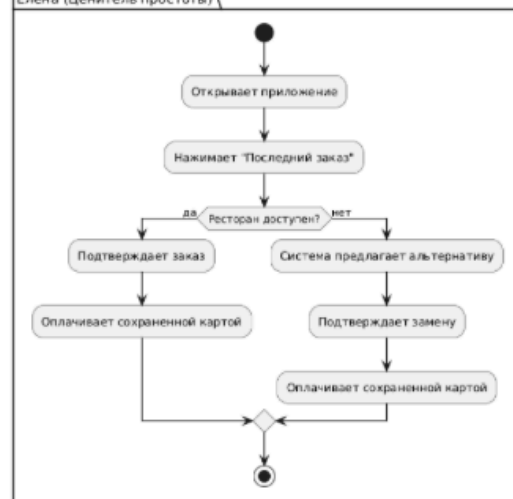 Елена (Ценитель простоты)
Открывает приложение
Нажимает "Последний заказ"
да
Ресторан доступен?
нет
Подтверждает заказ
Система предлагает альтернативу
Оплачивает сохраненной картой
Подтверждает замену
Оплачивает сохраненной картой